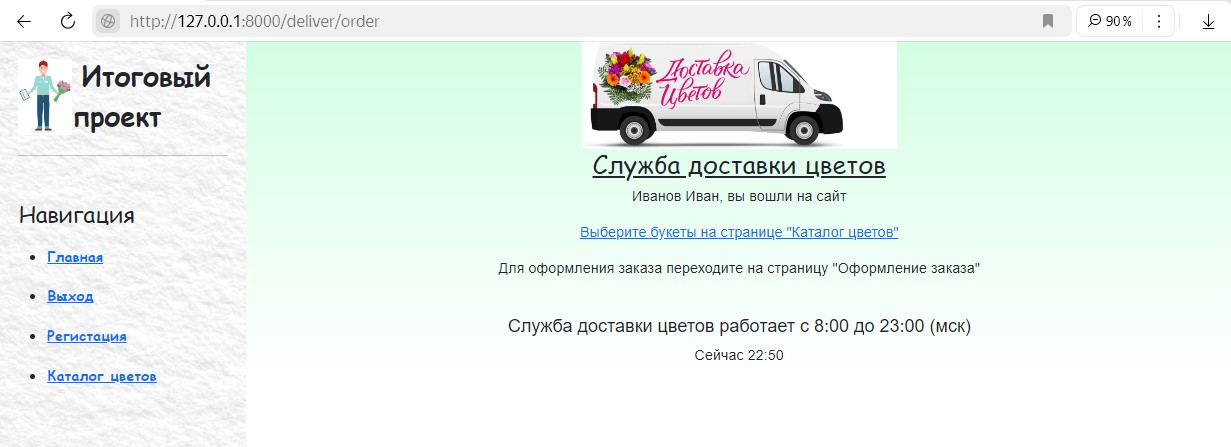 http://127.0.0.1:8000/deliver/order
90%
Итоговый
проект
Навигация
Главная
Выход
Регистация
Каталог цветов
Доставка
Цветов
Служба доставки цветов
Иванов Иван, вы вошли на сайт
Выберите букеты на странице "Каталог цветов"
Для оформления заказа переходите на страницу "Оформление заказа"
Служба доставки цветов работает с 8:00 до 23:00 (мск)
Сейчас 22:50